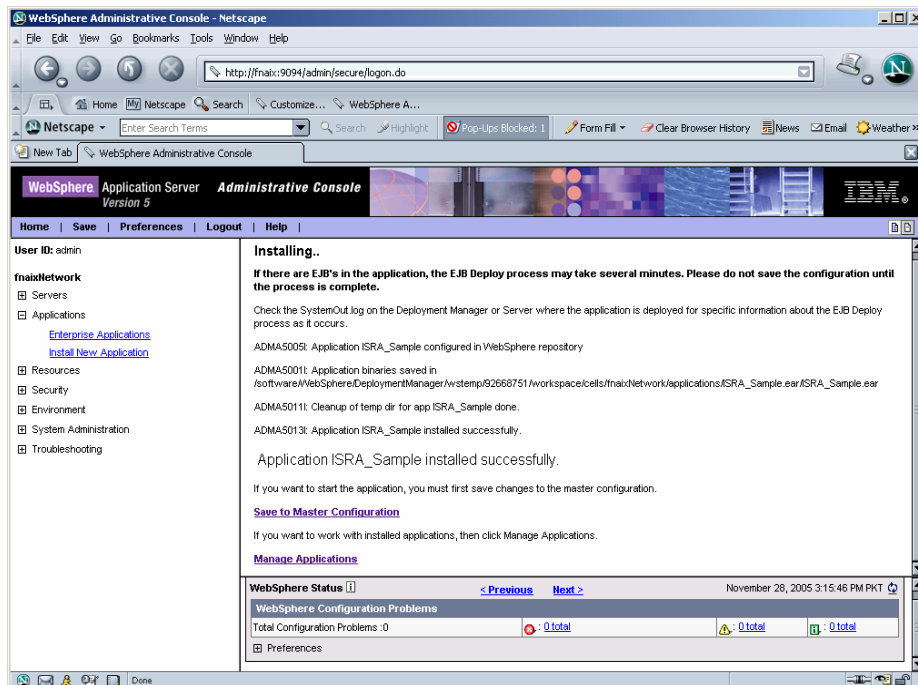 WebSphere Administrative Console - Netscape
File Edit View Go Bookmarks Tools Window Help
http://fnaix:9094/admin/secure/logon.do
Home My Netscape Search Customize... WebSphere A...
Netscape Enter Search Terms Search Highlight Pop-Ups Blocked: 1 Form Fill Clear Browser History News Email Weather
New Tab WebSphere Administrative Console
WebSphere Application Server Administrative Console
Version 5
IBM
Home | Save | Preferences | Logout | Help |
User ID: admin
fnaixNetwork
Servers
Applications
Enterprise Applications
Install New Application
Resources
Security
Environment
System Administration
Troubleshooting
Installing..
If there are EJB's in the application, the EJB Deploy process may take several minutes. Please do not save the configuration until
the process is complete.
Check the SystemOut.log on the Deployment Manager or Server where the application is deployed for specific information about the EJB Deploy
process as it occurs.
ADMA5005I: Application ISRA_Sample configured in WebSphere repository
ADMA5001I: Application binaries saved in
/software/WebSphere/DeploymentManager/wstemp/92668751/workspace/cells/fnaixNetwork/applications/ISRA_Sample.ear/ISRA_Sample.ear
ADMA5011I: Cleanup of temp dir for app ISRA_Sample done.
ADMA5013I: Application ISRA_Sample installed successfully.
Application ISRA_Sample installed successfully.
If you want to start the application, you must first save changes to the master configuration.
Save to Master Configuration
If you want to work with installed applications, then click Manage Applications.
Manage Applications
WebSphere Status i < Previous Next > November 28, 2005 3:15:46 PM PKT
WebSphere Configuration Problems
Total Configuration Problems :0 : 0 total : 0 total : 0 total
Preferences
Done